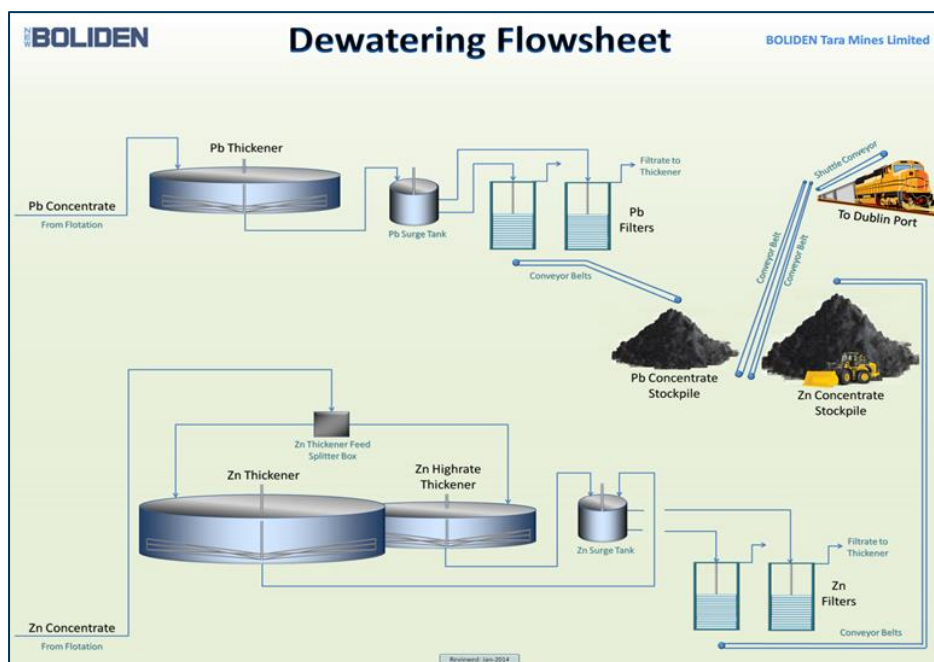 BOLIDEN
Dewatering Flowsheet
BOLIDEN Tara Mines Limited
Pb Thickener
Pb Concentrate
From Flotation
Pb Surge Tank
Filtrate to
Thickener
Pb
Filters
Conveyor Belts
Shuttle Conveyor
To Dublin Port
Conveyor Belt
Conveyor Belt
Pb Concentrate
Stockpile
Zn Concentrate
Stockpile
Zn Thickener Feed
Splitter Box
Zn Thickener
Zn Highrate
Thickener
Zn Surge Tank
Filtrate to
Thickener
Zn
Filters
Zn Concentrate
From Flotation
Conveyor Belts
Reviewed: Jan-2014